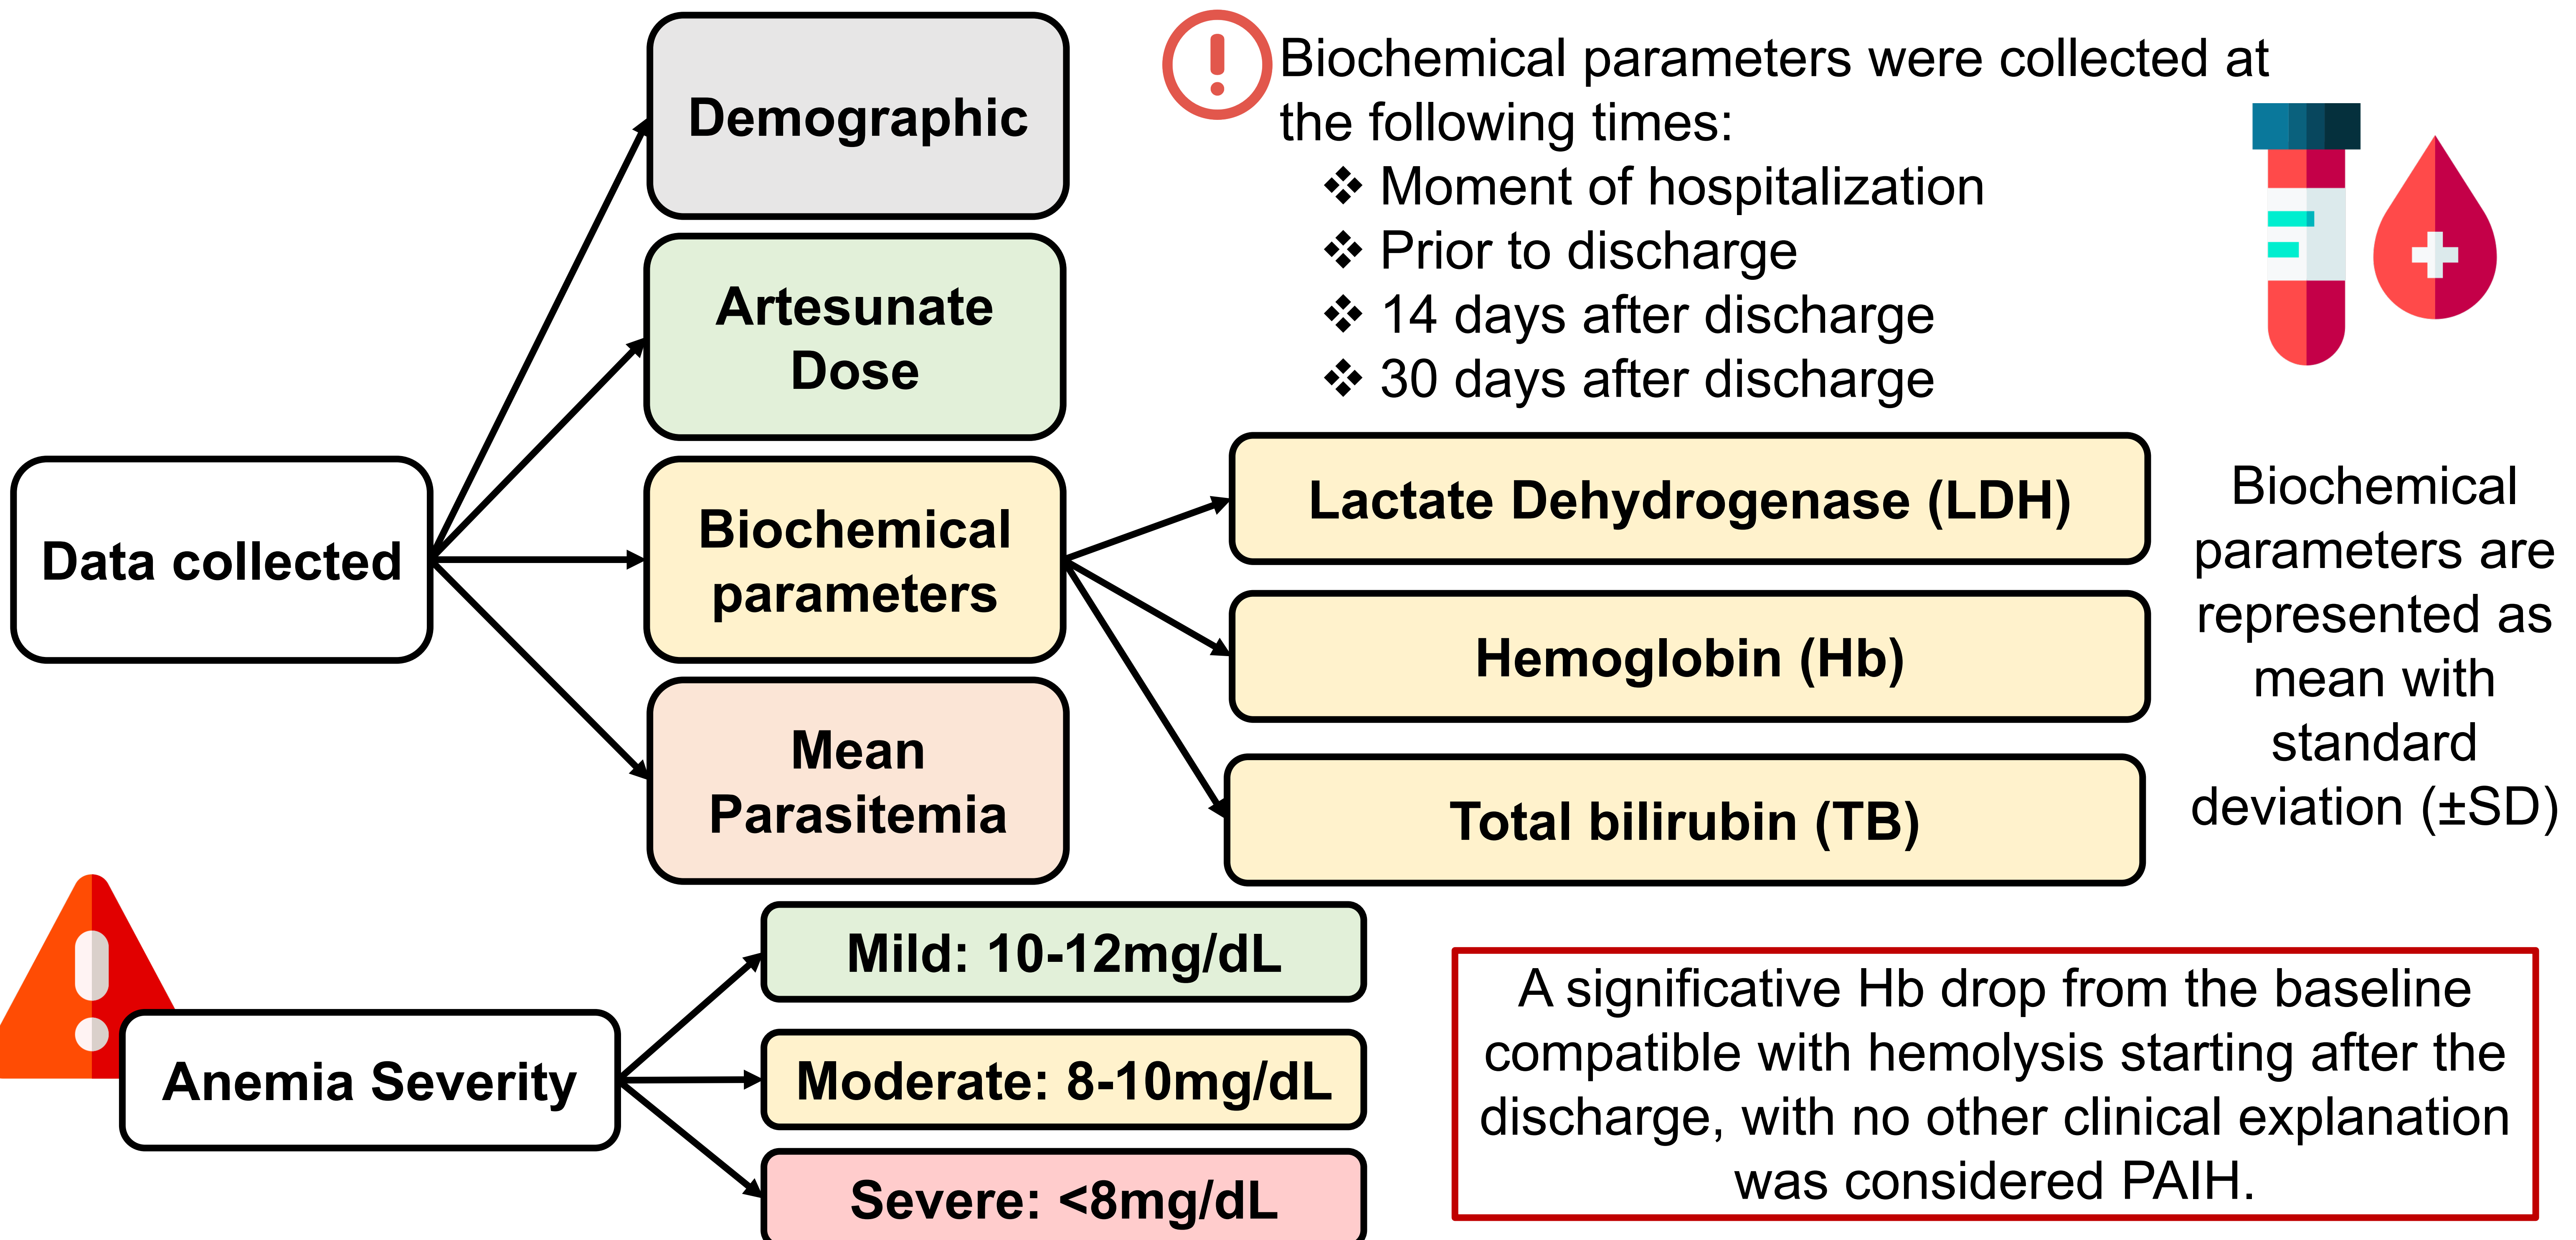 Demographic
Artesunate
Dose
Data collected
Biochemical
parameters
Mean
Parasitemia
Biochemical parameters were collected at
the following times:
❖ Moment of hospitalization
❖ Prior to discharge
❖ 14 days after discharge
❖ 30 days after discharge
Lactate Dehydrogenase (LDH)
Hemoglobin (Hb)
Total bilirubin (TB)
Biochemical
parameters are
represented as
mean with
standard
deviation (±SD)
Anemia Severity
Mild: 10-12mg/dL
Moderate: 8-10mg/dL
Severe: <8mg/dL
A significative Hb drop from the baseline
compatible with hemolysis starting after the
discharge, with no other clinical explanation
was considered PAIH.